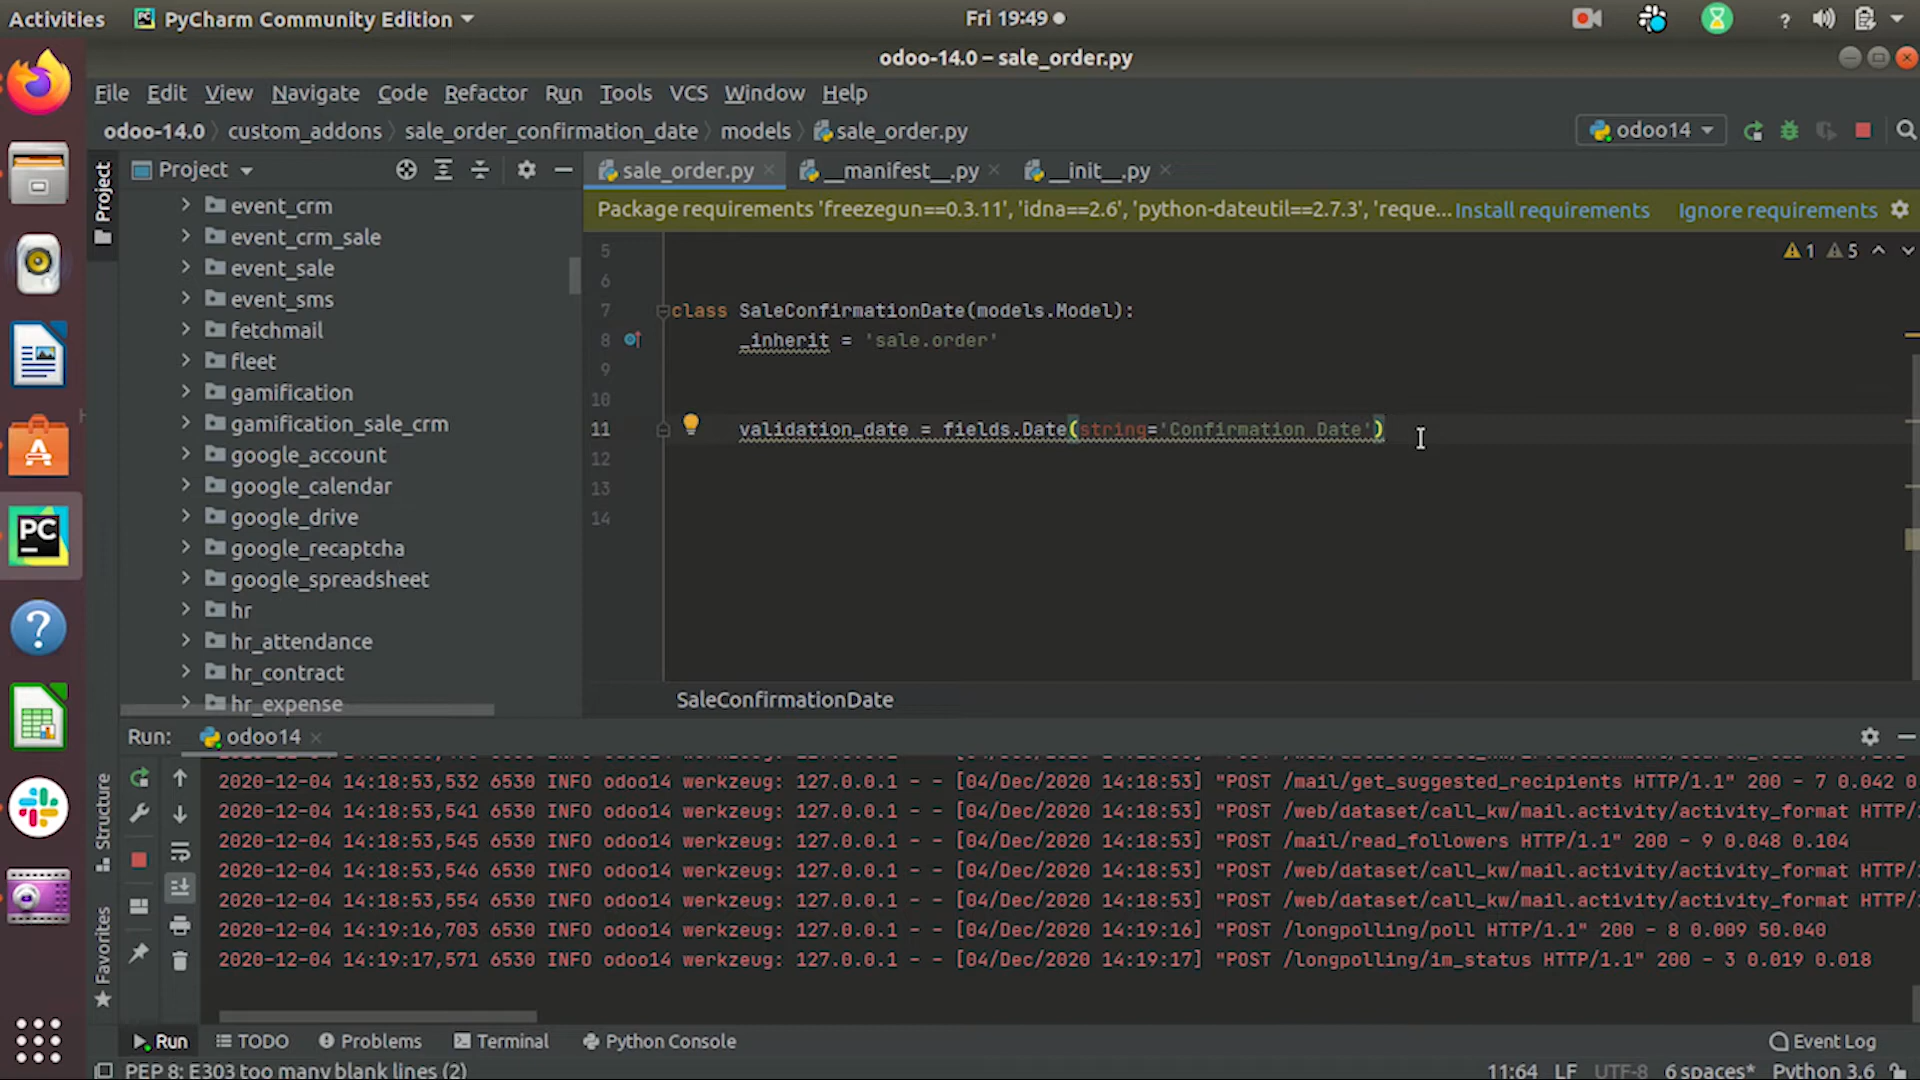 Activities PyCharm Community Edition Fri 19:49
odoo-14.0 – sale_order.py
File Edit View Navigate Code Refactor Run Tools VCS Window Help
odoo-14.0 custom_addons sale_order_confirmation_date models sale_order.py odoo14
Project sale_order.py __manifest__.py __init__.py
Project
Package requirements 'freezegun==0.3.11', 'idna==2.6', 'python-dateutil==2.7.3', 'reque... Install requirements Ignore requirements
event_crm
event_crm_sale
event_sale
event_sms
fetchmail
fleet
gamification
gamification_sale_crm
google_account
google_calendar
google_drive
google_recaptcha
google_spreadsheet
hr
hr_attendance
hr_contract
hr_expense
1 5
5
6
7 class SaleConfirmationDate(models.Model):
8 _inherit = 'sale.order'
9
10
11 validation_date = fields.Date(string='Confirmation Date')
12
13
14
SaleConfirmationDate
Run: odoo14
2020-12-04 14:18:53,532 6530 INFO odoo14 werkzeug: 127.0.0.1 - - [04/Dec/2020 14:18:53] "POST /mail/get_suggested_recipients HTTP/1.1" 200 - 7 0.042 0
2020-12-04 14:18:53,541 6530 INFO odoo14 werkzeug: 127.0.0.1 - - [04/Dec/2020 14:18:53] "POST /web/dataset/call_kw/mail.activity/activity_format HTTP/
2020-12-04 14:18:53,545 6530 INFO odoo14 werkzeug: 127.0.0.1 - - [04/Dec/2020 14:18:53] "POST /mail/read_followers HTTP/1.1" 200 - 9 0.048 0.104
2020-12-04 14:18:53,546 6530 INFO odoo14 werkzeug: 127.0.0.1 - - [04/Dec/2020 14:18:53] "POST /web/dataset/call_kw/mail.activity/activity_format HTTP/
2020-12-04 14:18:53,554 6530 INFO odoo14 werkzeug: 127.0.0.1 - - [04/Dec/2020 14:18:53] "POST /web/dataset/call_kw/mail.activity/activity_format HTTP/
2020-12-04 14:19:16,703 6530 INFO odoo14 werkzeug: 127.0.0.1 - - [04/Dec/2020 14:19:16] "POST /longpolling/poll HTTP/1.1" 200 - 8 0.009 50.040
2020-12-04 14:19:17,571 6530 INFO odoo14 werkzeug: 127.0.0.1 - - [04/Dec/2020 14:19:17] "POST /longpolling/im_status HTTP/1.1" 200 - 3 0.019 0.018
Structure
Favorites
Run TODO Problems Terminal Python Console Event Log
PEP 8: E303 too many blank lines (2) 11:64 LF UTF-8 6 spaces* Python 3.6